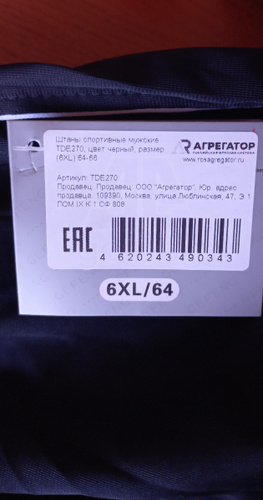 Штаны спортивные мужские
TDE270, цвет черный, размер
(6XL) 64-66
АГРЕГАТОР
www.rosagregator.ru
Артикул: TDE270
Продавец: Продавец: ООО "Агрегатор". Юр. адрес
продавца: 109390, Москва, улица Люблинская, 47, Э 1
ПОМ IX К 1 ОФ 80В
EAC
4 620243 490343
6XL/64